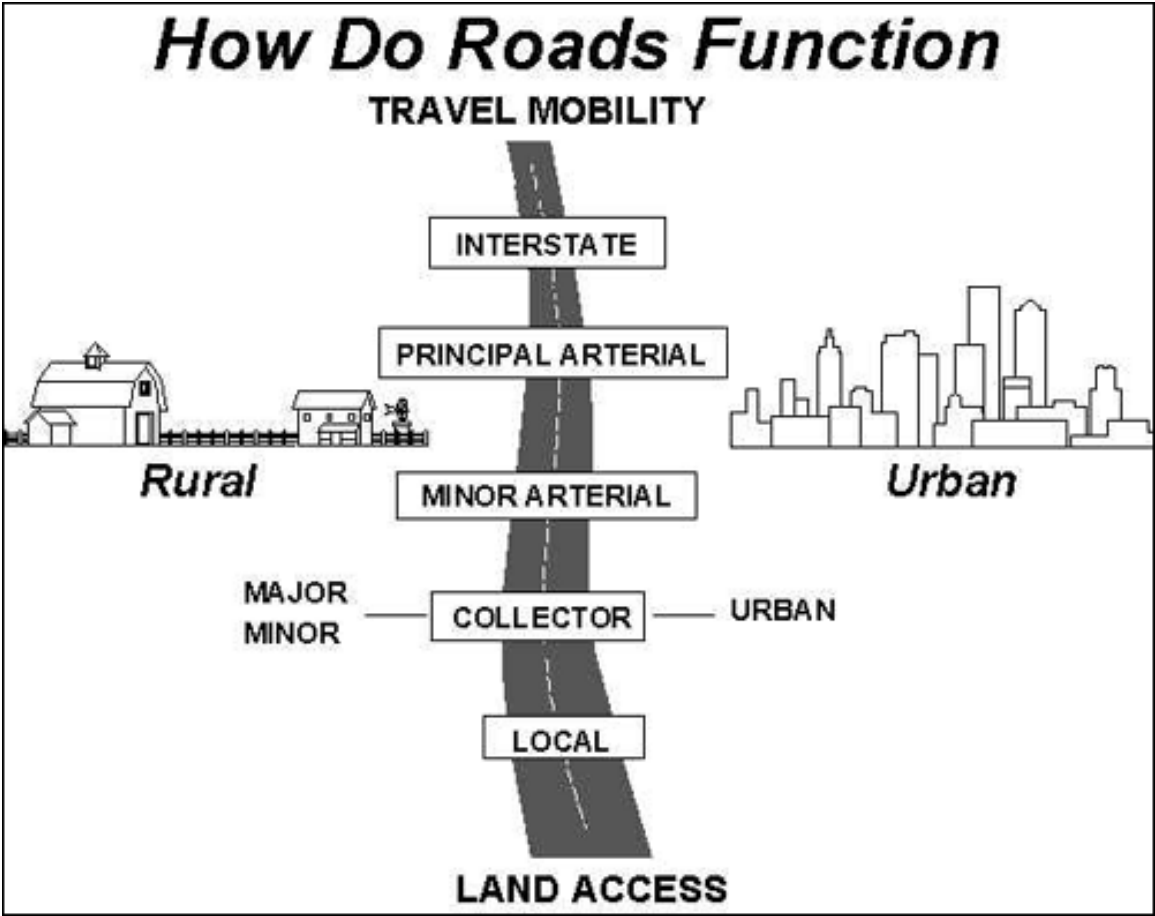 How Do Roads Function
TRAVEL MOBILITY
INTERSTATE
PRINCIPAL ARTERIAL
Rural
Urban
MINOR ARTERIAL
MAJOR
MINOR
COLLECTOR
URBAN
LOCAL
LAND ACCESS